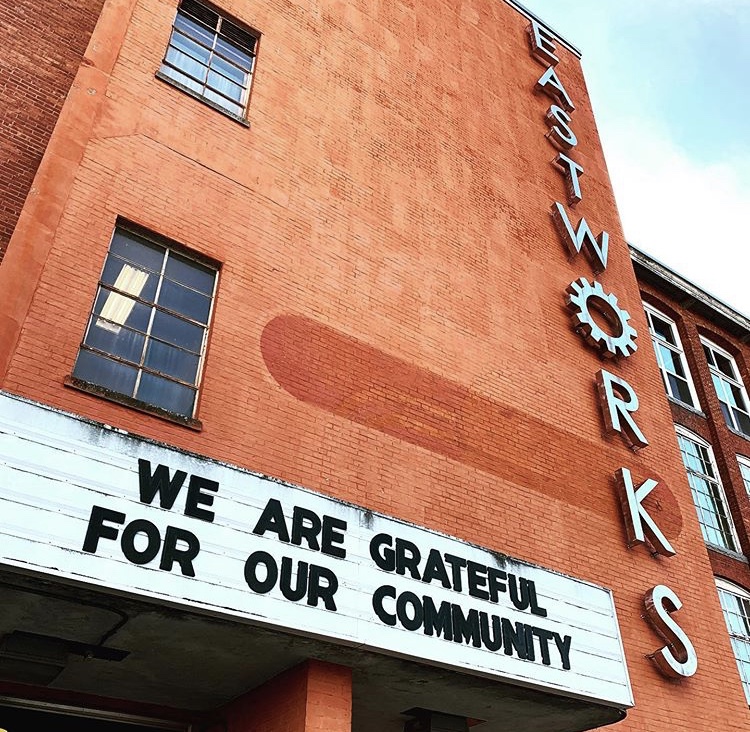 EASTWORKS
WE ARE GRATEFUL
FOR OUR COMMUNITY